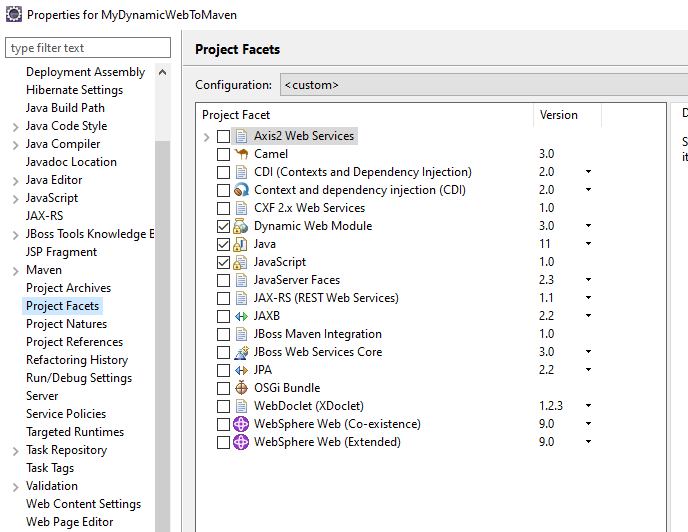 Properties for MyDynamicWebToMaven
type filter text
Deployment Assembly
Hibernate Settings
Java Build Path
Java Code Style
Java Compiler
Javadoc Location
Java Editor
JavaScript
JAX-RS
JBoss Tools Knowledge E
JSP Fragment
Maven
Project Archives
Project Facets
Project Natures
Project References
Refactoring History
Run/Debug Settings
Server
Service Policies
Targeted Runtimes
Task Repository
Task Tags
Validation
Web Content Settings
Web Page Editor
Project Facets
Configuration: <custom>
Project Facet Version
Axis2 Web Services
Camel 3.0
CDI (Contexts and Dependency Injection) 2.0
Context and dependency injection (CDI) 2.0
CXF 2.x Web Services 1.0
Dynamic Web Module 3.0
Java 11
JavaScript 1.0
JavaServer Faces 2.3
JAX-RS (REST Web Services) 1.1
JAXB 2.2
JBoss Maven Integration 1.0
JBoss Web Services Core 3.0
JPA 2.2
OSGi Bundle
WebDoclet (XDoclet) 1.2.3
WebSphere Web (Co-existence) 9.0
WebSphere Web (Extended) 9.0
D
S
it